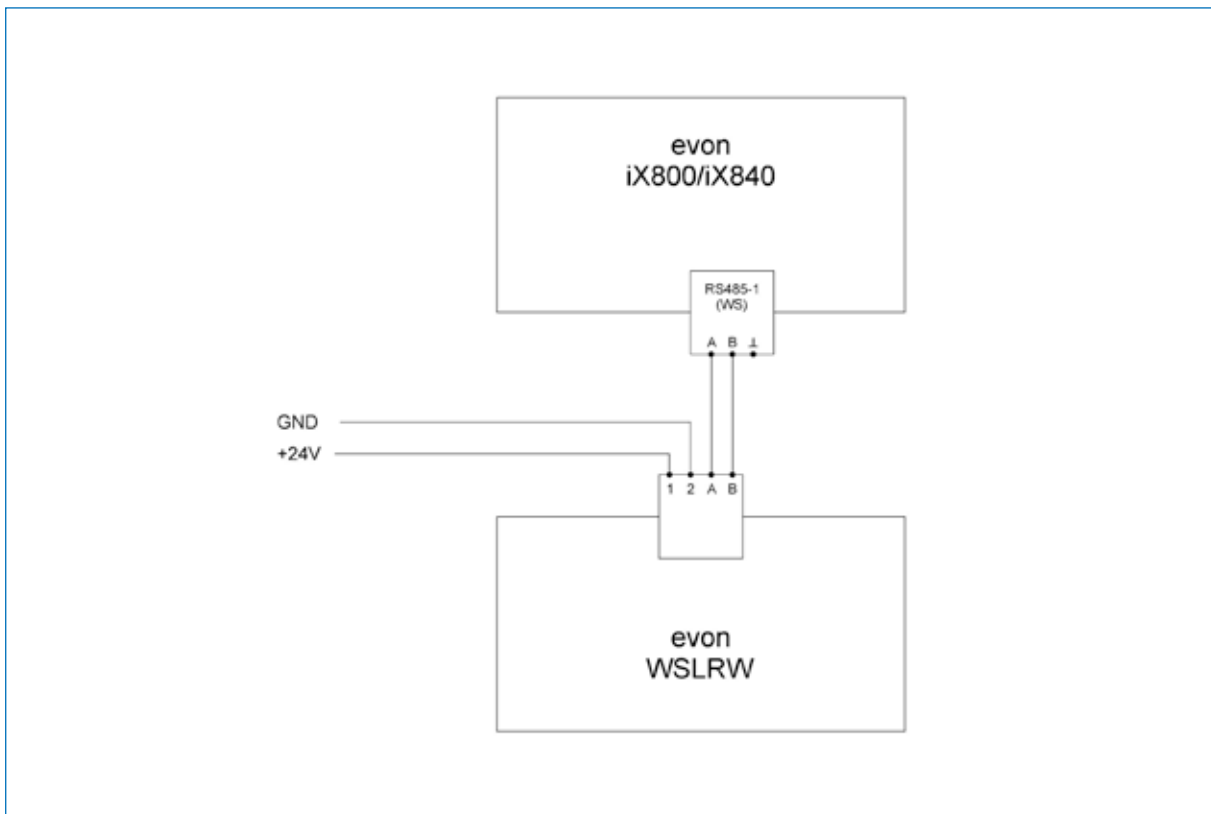 evon
iX800/iX840
RS485-1
(WS)
A B ⊥
GND
+24V
1 2 A B
evon
WSLRW